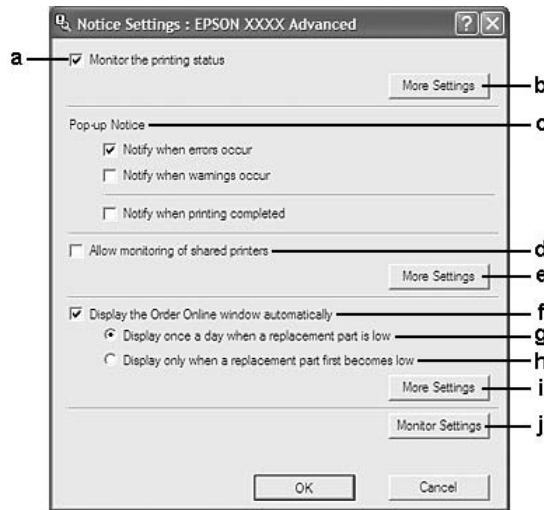 Notice Settings : EPSON XXXX Advanced
a
Monitor the printing status
More Settings
b
Pop-up Notice
c
Notify when errors occur
Notify when warnings occur
Notify when printing completed
Allow monitoring of shared printers
d
More Settings
e
Display the Order Online window automatically
f
Display once a day when a replacement part is low
g
Display only when a replacement part first becomes low
h
More Settings
i
Monitor Settings
j
OK
Cancel